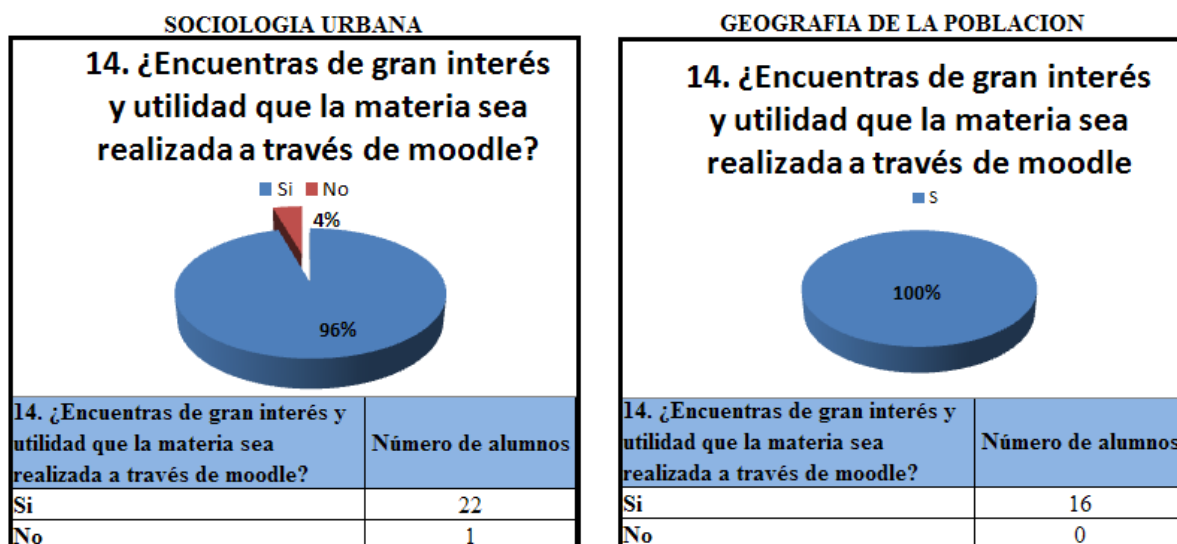 SOCIOLOGIA URBANA
14. ¿Encuentras de gran interés
y utilidad que la materia sea
realizada a través de moodle?
Si No
4%
96%
14. ¿Encuentras de gran interés y
utilidad que la materia sea
realizada a través de moodle?
Número de alumnos
Si 22
No 1
GEOGRAFIA DE LA POBLACION
14. ¿Encuentras de gran interés
y utilidad que la materia sea
realizada a través de moodle
S
100%
14. ¿Encuentras de gran interés y
utilidad que la materia sea
realizada a través de moodle?
Número de alumnos
Si 16
No 0